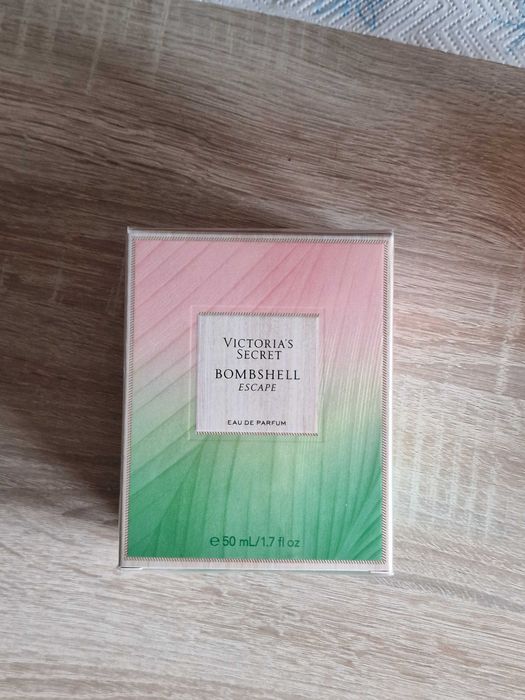 VICTORIA'S
SECRET
BOMBSHELL
ESCAPE
EAU DE PARFUM
℮ 50 mL/1.7 fl oz